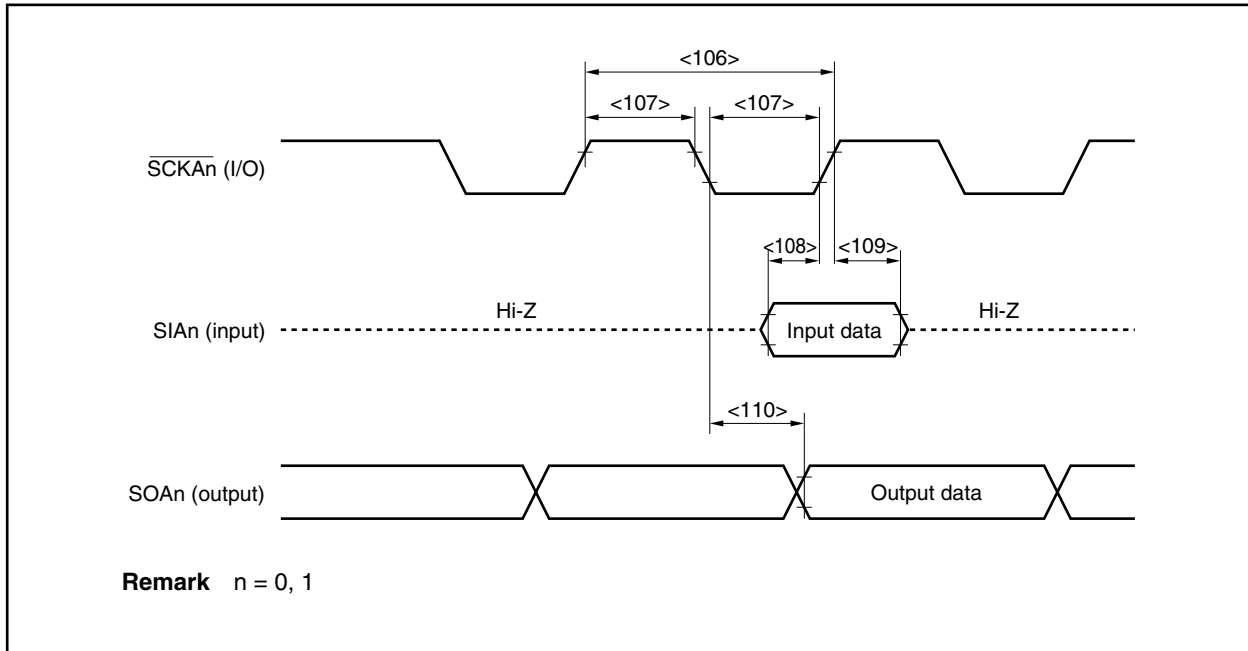 <106>
<107> <107>
SCKAn (I/O)
<108> <109>
Hi-Z Hi-Z
SIAn (input) Input data
<110>
SOAn (output) Output data
Remark n = 0, 1